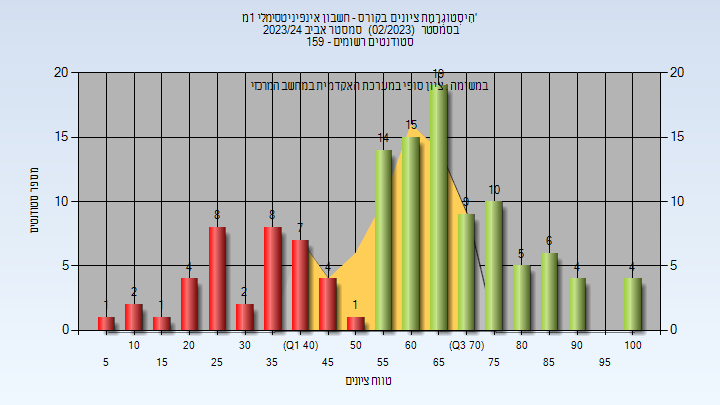 היסטוגרמת ציונים בקורס - חשבון אינפיניטסימלי 1מ'
בסמסטר (02/2023) סמסטר אביב 2023/24
סטודנטים רשומים - 159
במשימה ציון סופי במערכת האקדמית במחשב המרכזי
מספר סטודנטים
20 20
15 15
10 10
5 5
0 0
1 2 1 4 8 2 8 7 4 1 14 15 19 9 10 5 6 4 4
10 20 30 (Q1 40) 50 60 (Q3 70) 80 90 100
5 15 25 35 45 55 65 75 85 95
טווח ציונים